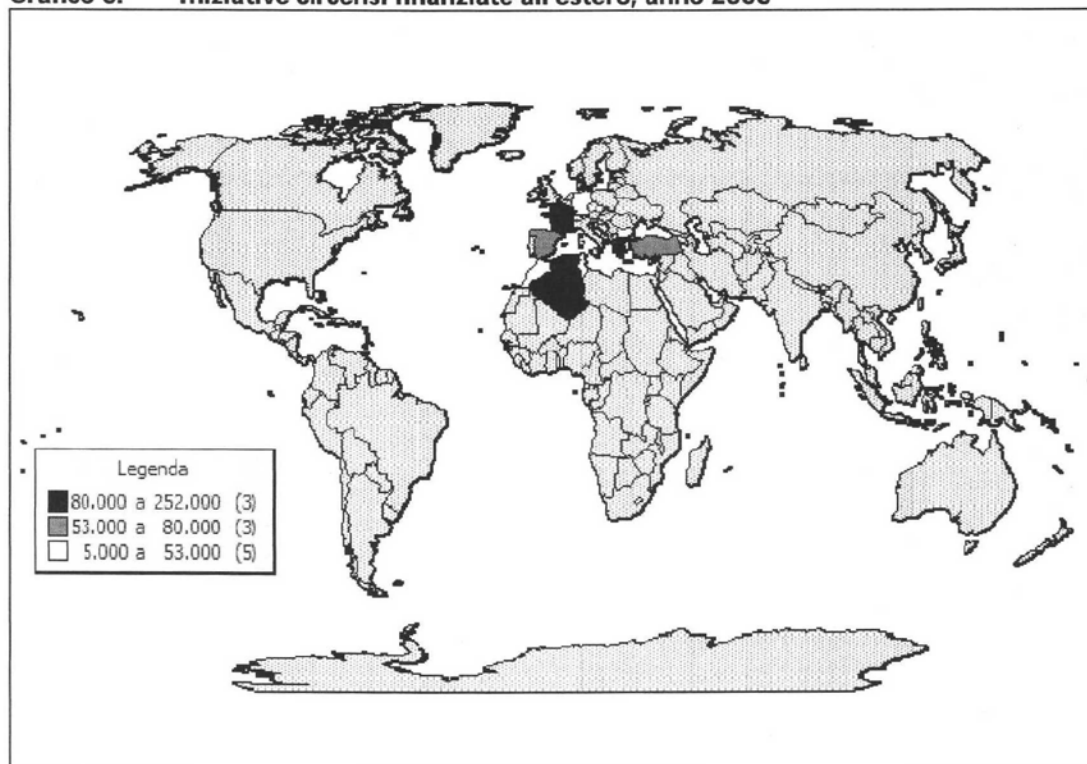 Grafico
Iniziative circensi finanziate all'estero, anno
Legenda
80.000 a 252.000 (3)
53.000 a 80.000 (3)
5.000 a 53.000 (5)